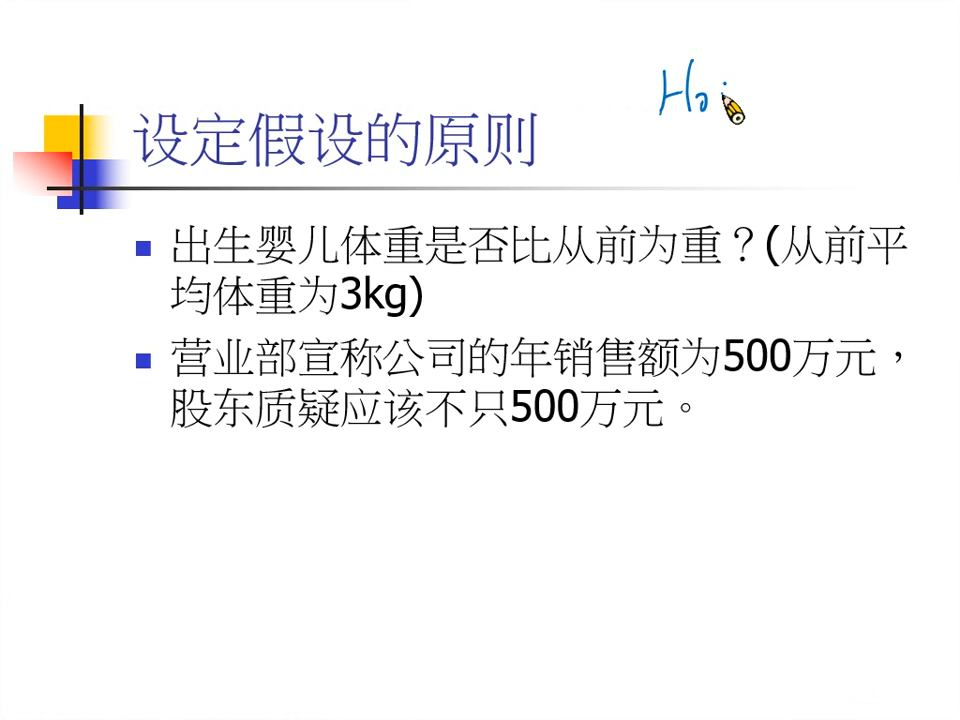 H₀:
设定假设的原则
出生婴儿体重是否比从前为重？(从前平
均体重为3kg)
营业部宣称公司的年销售额为500万元，
股东质疑应该不只500万元。